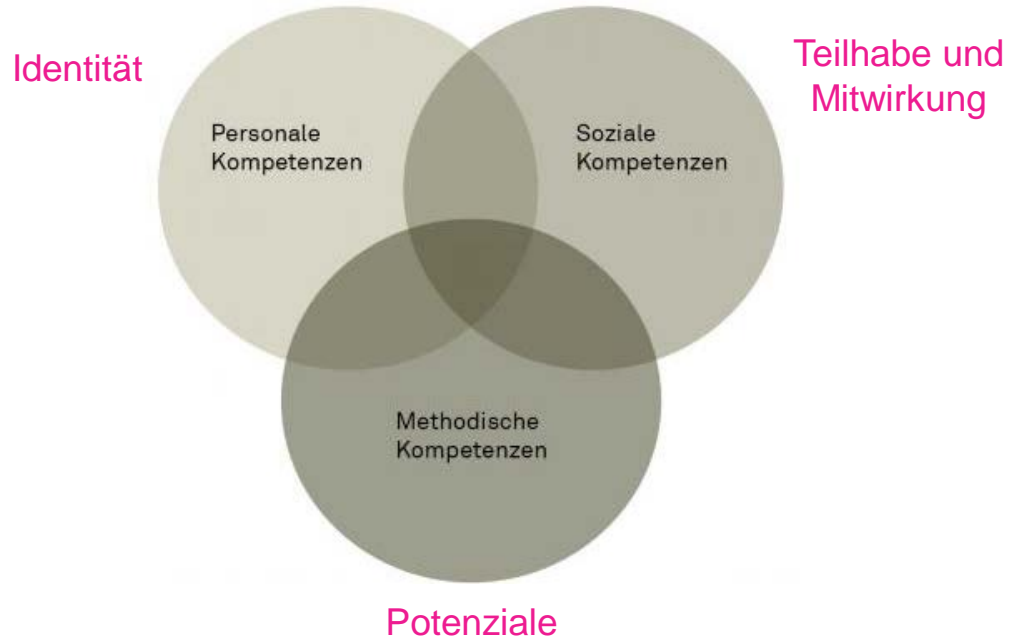 Identität
Teilhabe und
Mitwirkung
Personale
Kompetenzen
Soziale
Kompetenzen
Methodische
Kompetenzen
Potenziale